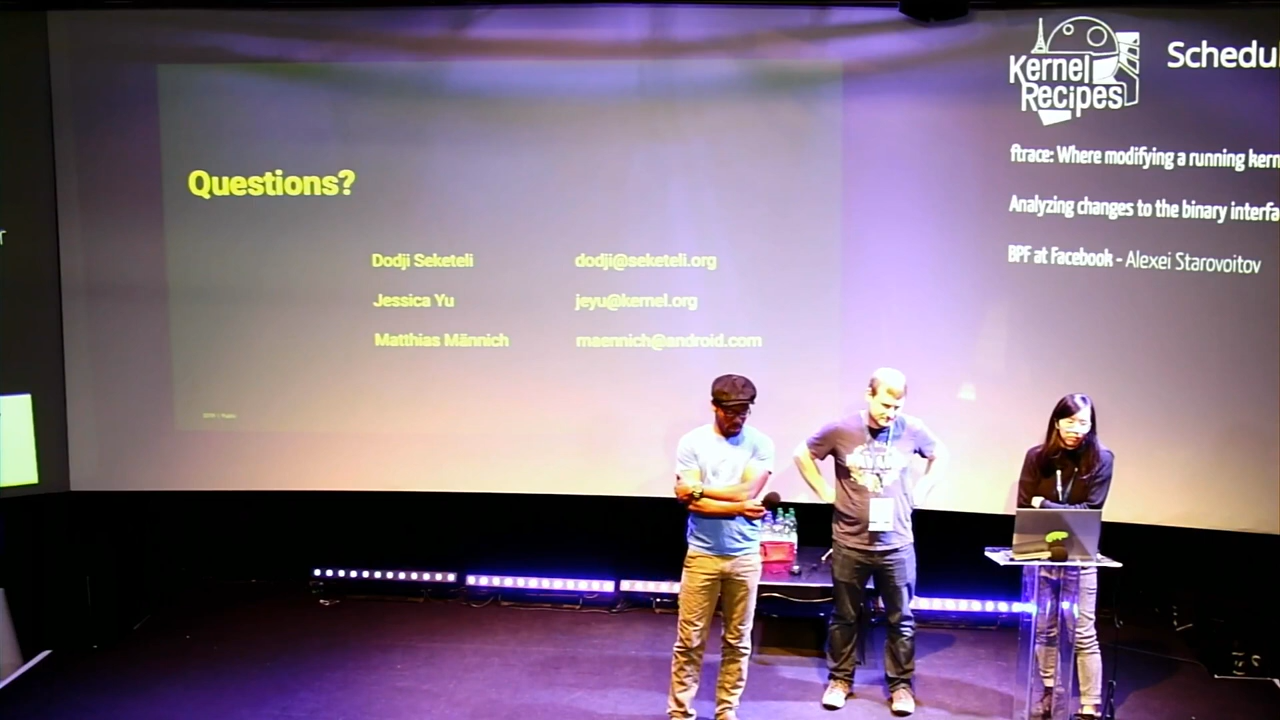 Questions?
Dodji Seketeli dodji@seketeli.org
Jessica Yu jeyu@kernel.org
Matthias Männich maennich@android.com
Kernel
Recipes
Schedul
ftrace: Where modifying a running kern
Analyzing changes to the binary interfa
BPF at Facebook - Alexei Starovoitov